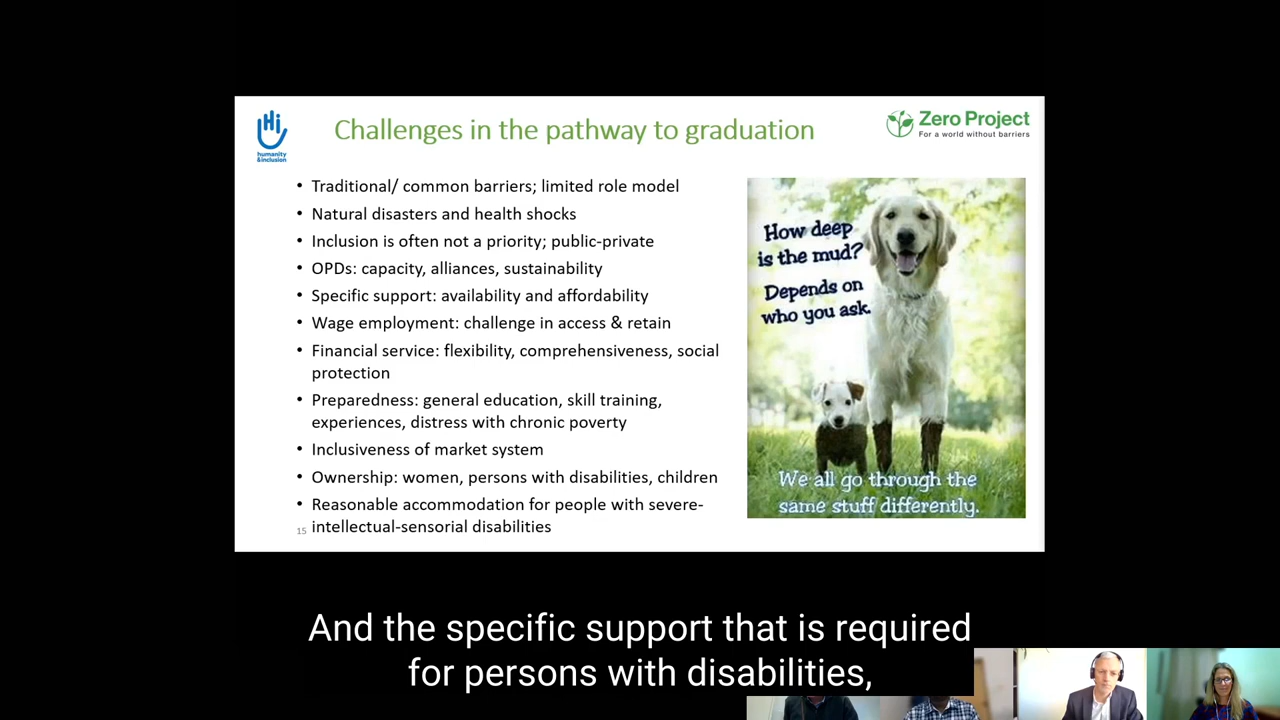 Hi
humanity
&inclusion
Challenges in the pathway to graduation
Zero Project
For a world without barriers
• Traditional/ common barriers; limited role model
• Natural disasters and health shocks
• Inclusion is often not a priority; public-private
• OPDs: capacity, alliances, sustainability
• Specific support: availability and affordability
• Wage employment: challenge in access & retain
• Financial service: flexibility, comprehensiveness, social
protection
• Preparedness: general education, skill training,
experiences, distress with chronic poverty
• Inclusiveness of market system
• Ownership: women, persons with disabilities, children
• Reasonable accommodation for people with severe-
intellectual-sensorial disabilities
15
How deep
is the mud?
Depends on
who you ask.
We all go through the
same stuff differently.
And the specific support that is required
for persons with disabilities,